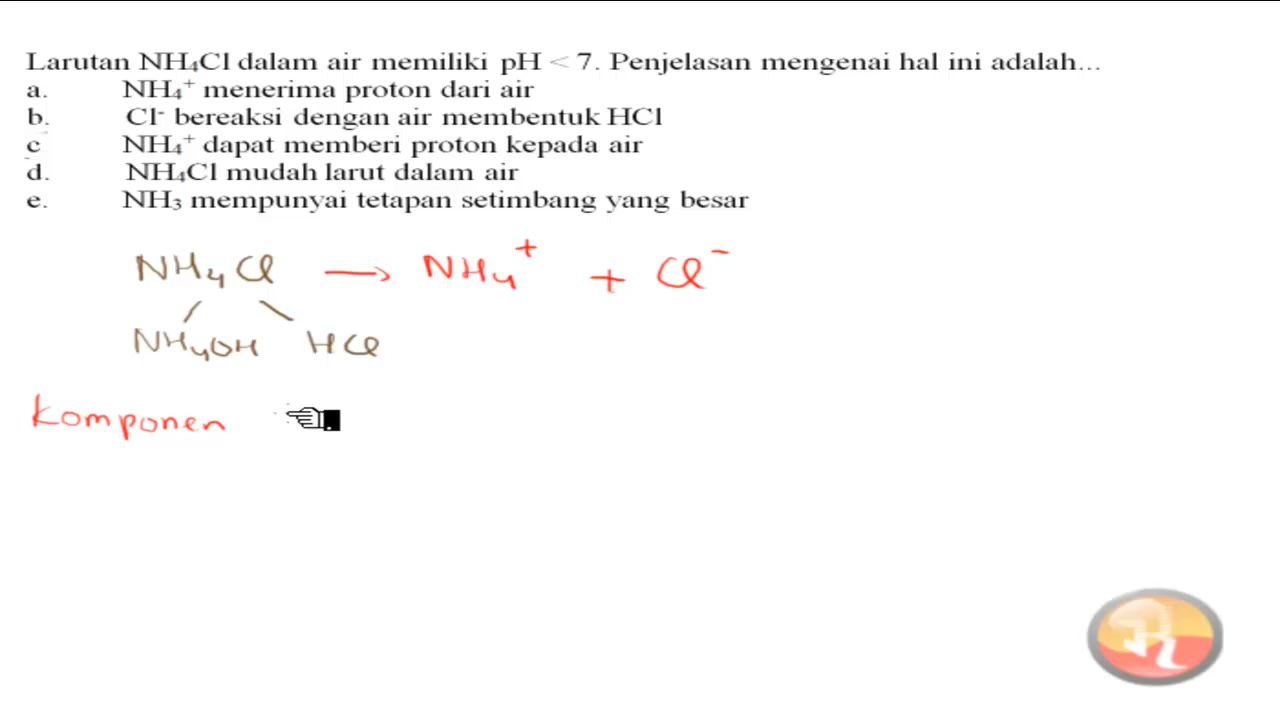 Larutan NH₄Cl dalam air memiliki pH < 7. Penjelasan mengenai hal ini adalah...
a. NH₄⁺ menerima proton dari air
b. Cl⁻ bereaksi dengan air membentuk HCl
c NH₄⁺ dapat memberi proton kepada air
d. NH₄Cl mudah larut dalam air
e. NH₃ mempunyai tetapan setimbang yang besar
NH₄Cl → NH₄⁺ + Cl⁻
NH₄OH HCl
Komponen